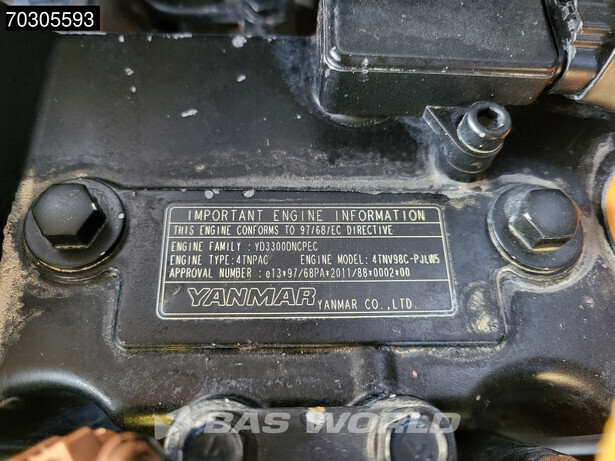 70305593
IMPORTANT ENGINE INFORMATION
THIS ENGINE CONFORMS TO 97/68/EC DIRECTIVE
ENGINE FAMILY : YD3300DNCPEC
ENGINE TYPE: 4TNPAC ENGINE MODEL: 4TNV98C-PJLW5
APPROVAL NUMBER : e13*97/68PA*2011/88*0002*00
YANMAR YANMAR CO.,LTD.
BAS WORLD